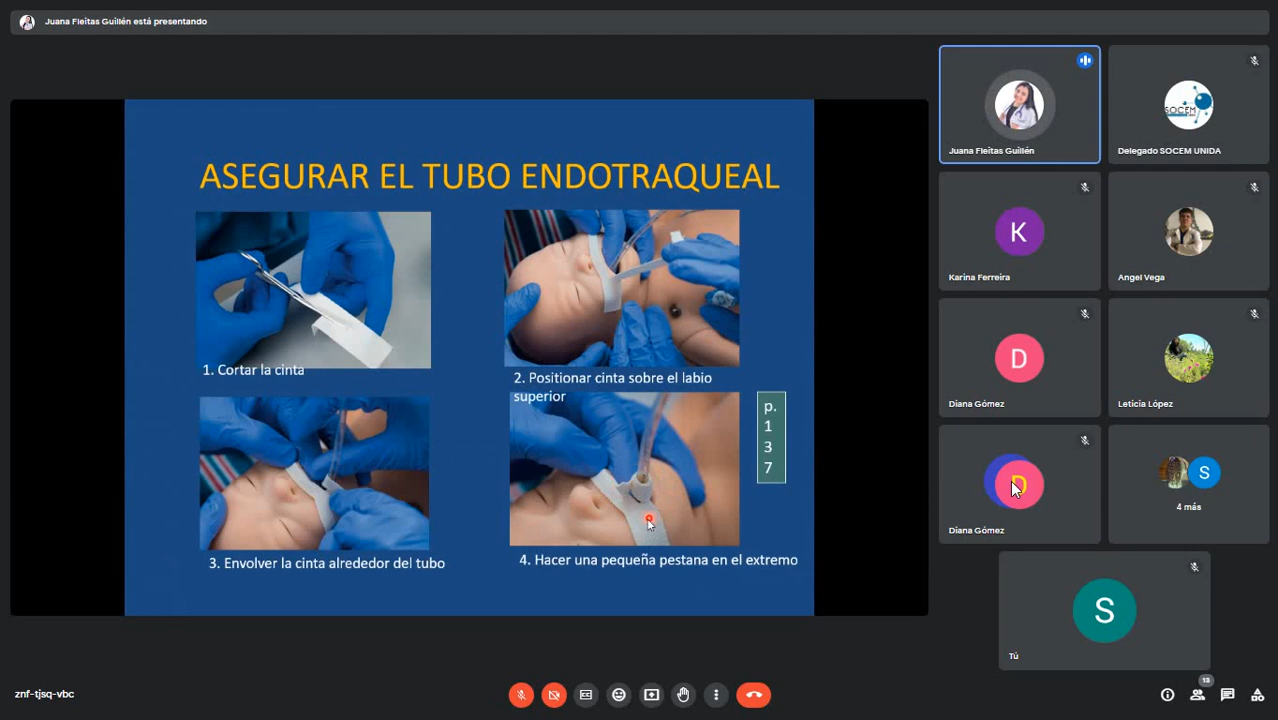 Juana Fleitas Guillén está presentando
ASEGURAR EL TUBO ENDOTRAQUEAL
1. Cortar la cinta
2. Positionar cinta sobre el labio
superior
p.
1
3
7
3. Envolver la cinta alrededor del tubo
4. Hacer una pequeña pestana en el extremo
Juana Fleitas Guillén
SOCEM
Delegado SOCEM UNIDA
K
Karina Ferreira
Angel Vega
D
Diana Gómez
Leticia López
D
Diana Gómez
S
4 más
S
Tú
znf-tjsq-vbc
13